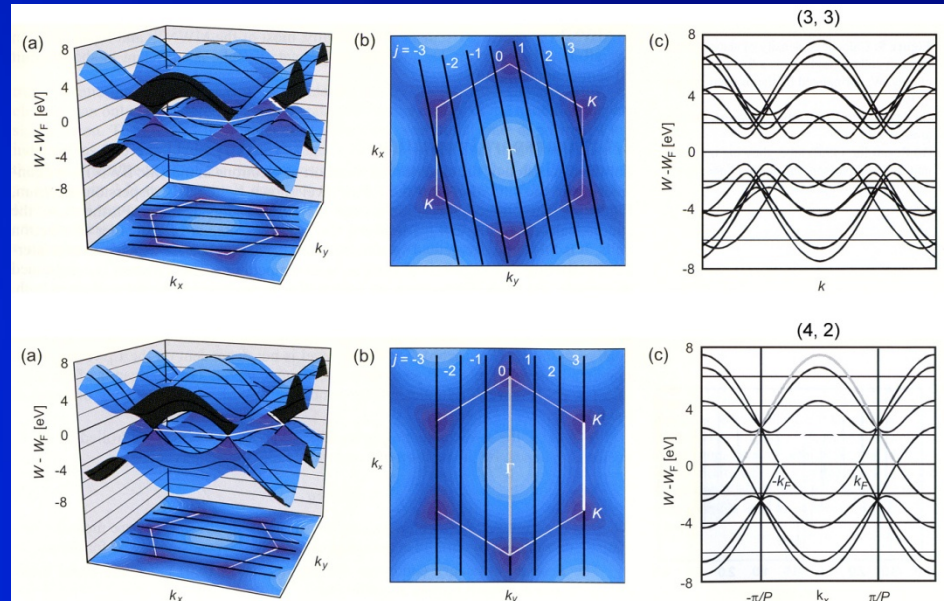 (3, 3)
(a)
(b)
(c)
8
4
0
-4
-8
W - W_F [eV]
k_x
k_y
j = -3
-2
-1
0
1
2
3
K
Γ
K
k_x
k_y
8
4
0
-4
-8
W - W_F [eV]
k
(4, 2)
(a)
(b)
(c)
8
4
0
-4
-8
W - W_F [eV]
k_x
k_y
j = -3
-2
-1
0
1
2
3
K
Γ
K
k_x
k_y
8
4
0
-4
-8
W - W_F [eV]
-k_F
k_F
-π/P
k_x
π/P